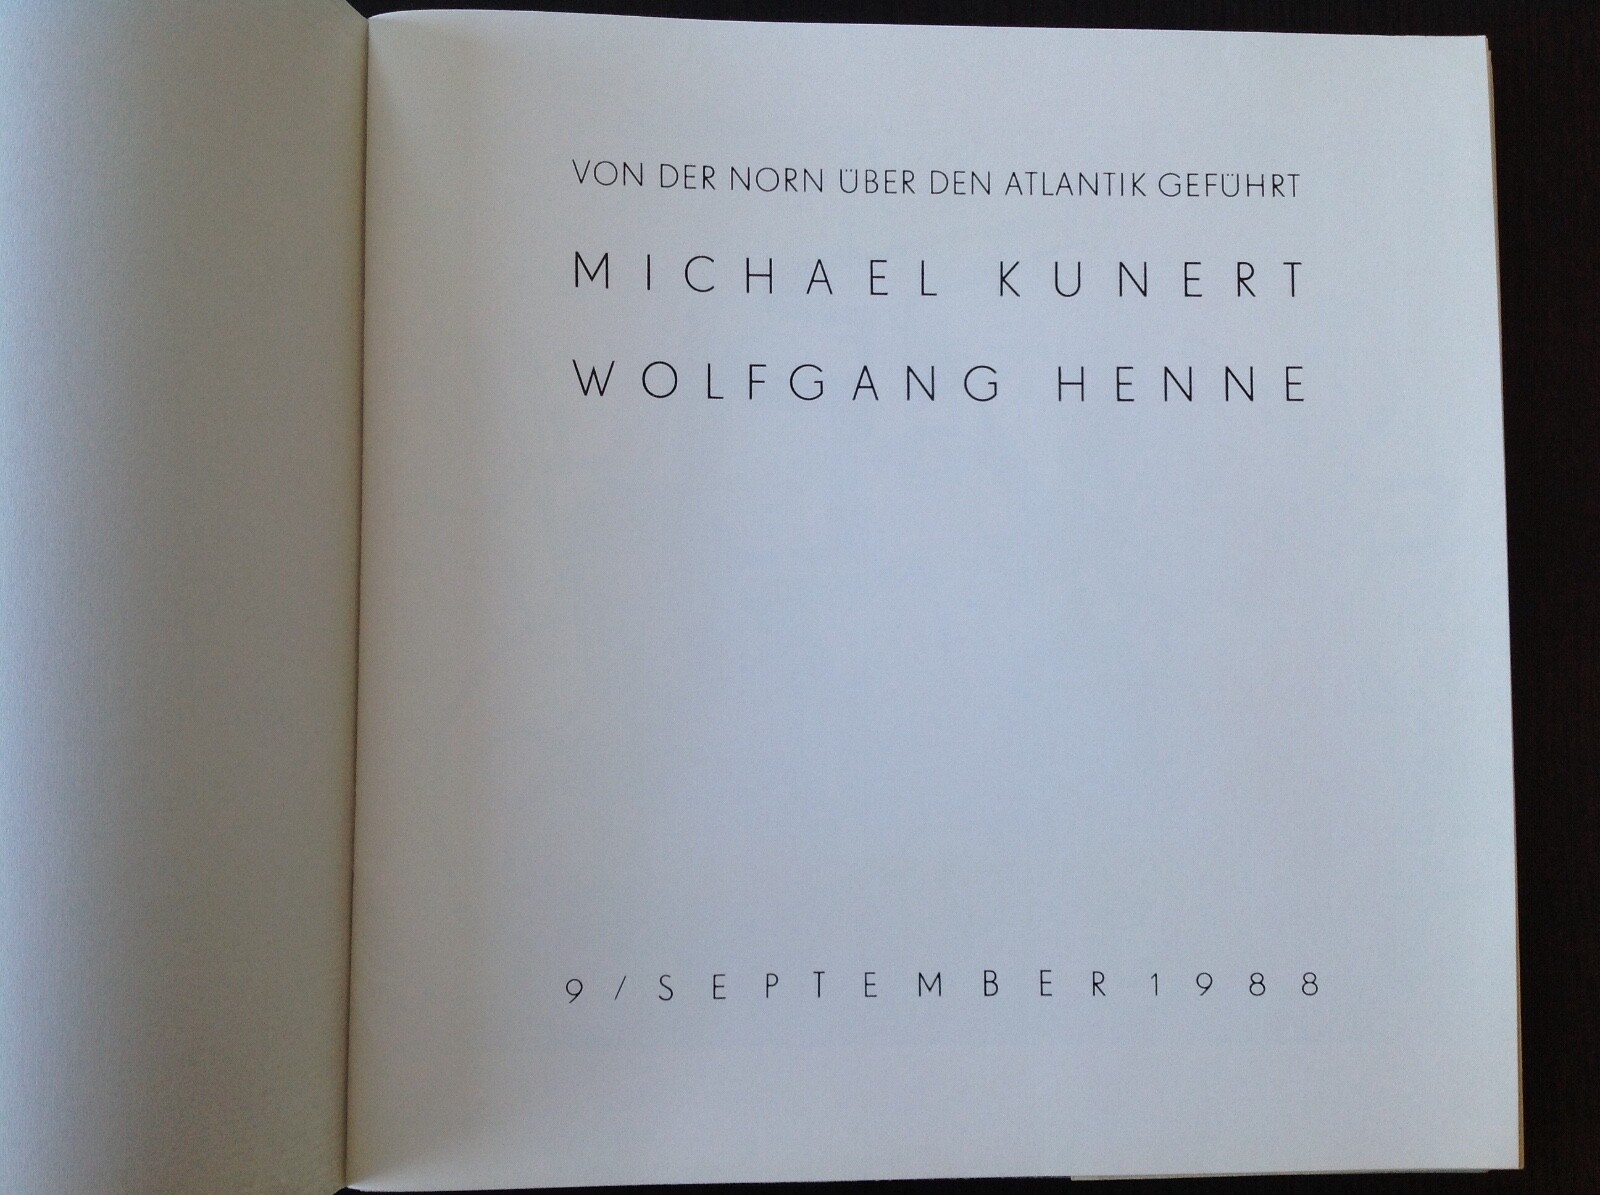 VON DER NORN ÜBER DEN ATLANTIK GEFÜHRT
MICHAEL KUNERT
WOLFGANG HENNE
9/SEPTEMBER 1988